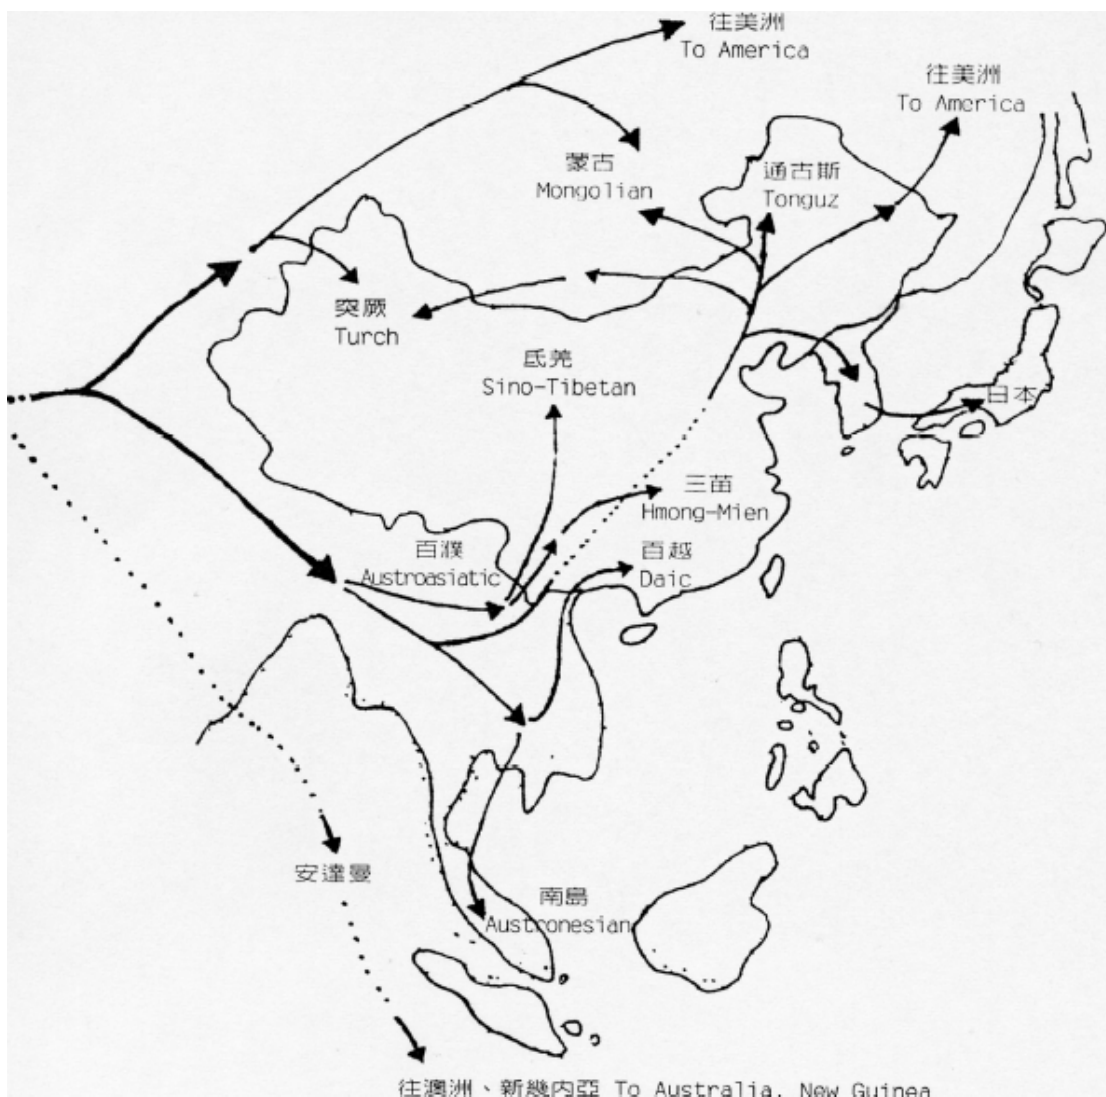 往美洲
To America
往美洲
To America
蒙古
Mongolian
通古斯
Tonguz
突厥
Turch
氐羌
Sino-Tibetan
日本
三苗
Hmong-Mien
百濮
Austroasiatic
百越
Daic
安達曼
南島
Austronesian
往澳洲、新幾內亞 To Australia, New Guinea